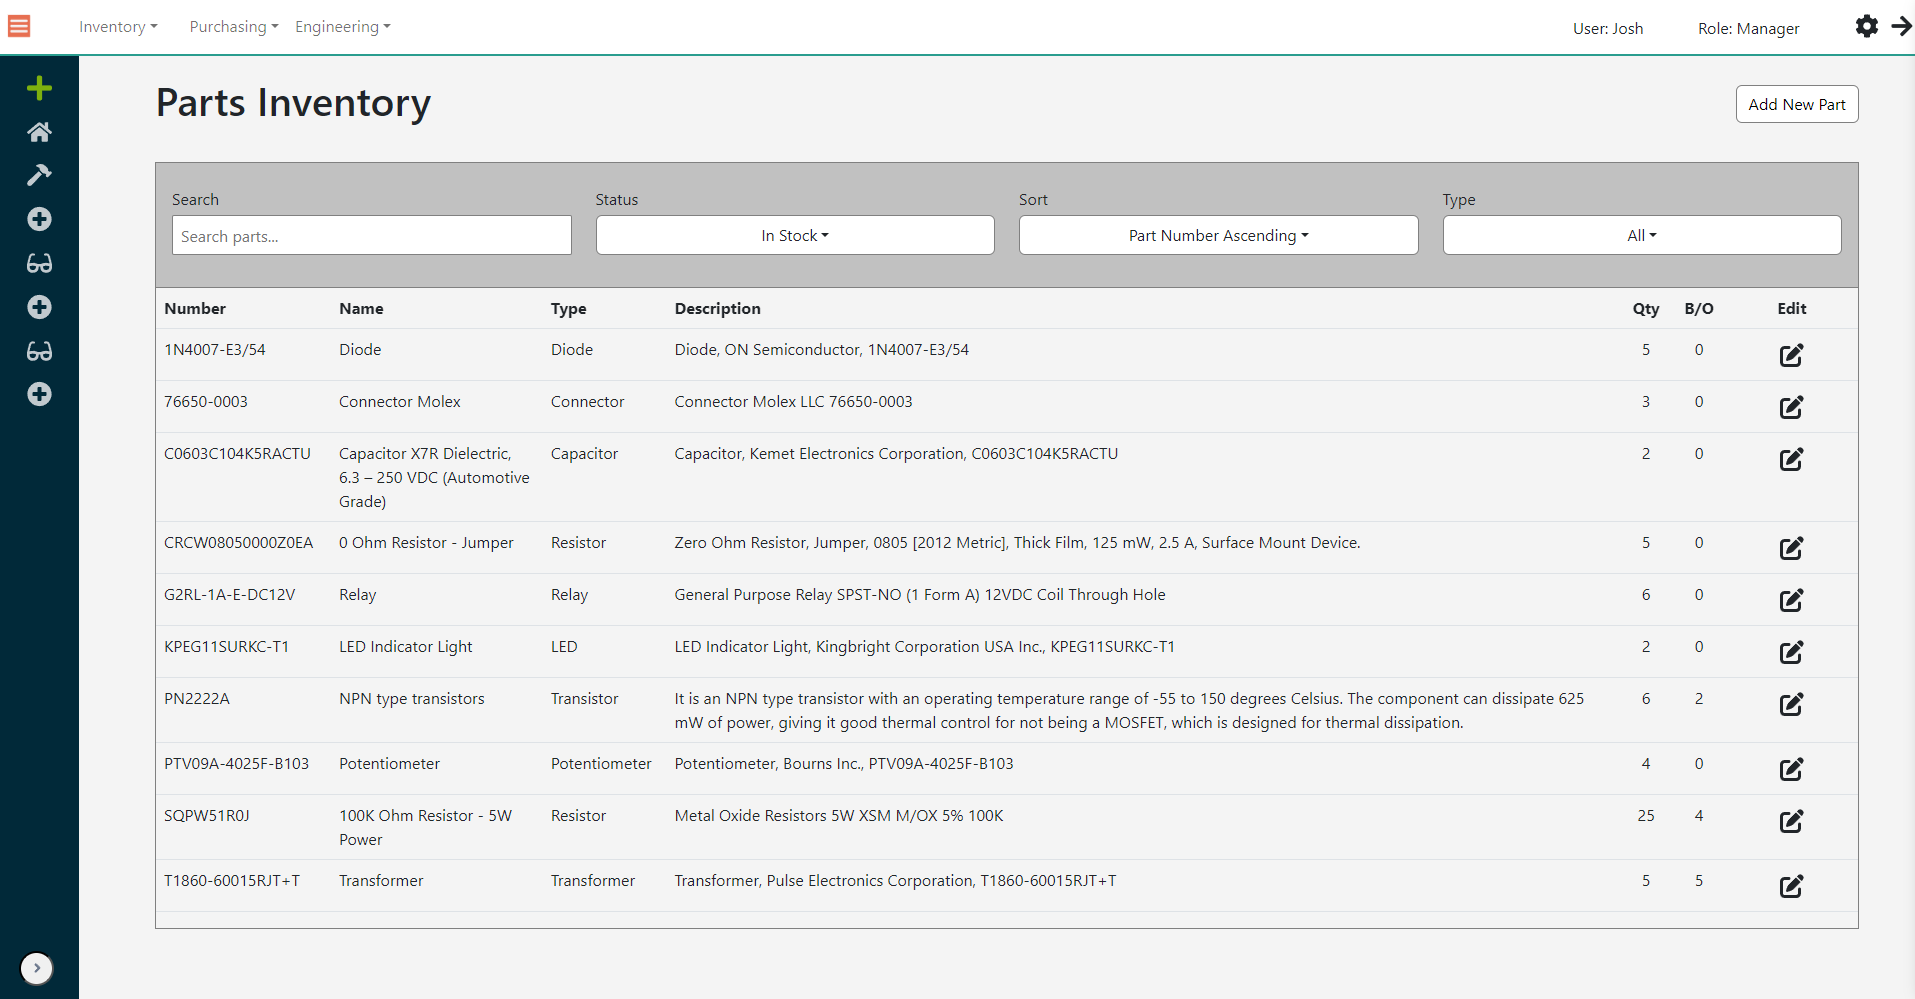 Inventory Purchasing Engineering User: Josh Role: Manager
Parts Inventory Add New Part
Search Status Sort Type
Search parts... In Stock Part Number Ascending All
Number Name Type Description Qty B/O Edit
1N4007-E3/54 Diode Diode Diode, ON Semiconductor, 1N4007-E3/54 5 0
76650-0003 Connector Molex Connector Connector Molex LLC 76650-0003 3 0
C0603C104K5RACTU Capacitor X7R Dielectric, Capacitor Capacitor, Kemet Electronics Corporation, C0603C104K5RACTU 2 0
6.3 – 250 VDC (Automotive
Grade)
CRCW08050000Z0EA 0 Ohm Resistor - Jumper Resistor Zero Ohm Resistor, Jumper, 0805 [2012 Metric], Thick Film, 125 mW, 2.5 A, Surface Mount Device. 5 0
G2RL-1A-E-DC12V Relay Relay General Purpose Relay SPST-NO (1 Form A) 12VDC Coil Through Hole 6 0
KPEG11SURKC-T1 LED Indicator Light LED LED Indicator Light, Kingbright Corporation USA Inc., KPEG11SURKC-T1 2 0
PN2222A NPN type transistors Transistor It is an NPN type transistor with an operating temperature range of -55 to 150 degrees Celsius. The component can dissipate 625 6 2
mW of power, giving it good thermal control for not being a MOSFET, which is designed for thermal dissipation.
PTV09A-4025F-B103 Potentiometer Potentiometer Potentiometer, Bourns Inc., PTV09A-4025F-B103 4 0
SQPW51R0J 100K Ohm Resistor - 5W Resistor Metal Oxide Resistors 5W XSM M/OX 5% 100K 25 4
Power
T1860-60015RJT+T Transformer Transformer Transformer, Pulse Electronics Corporation, T1860-60015RJT+T 5 5